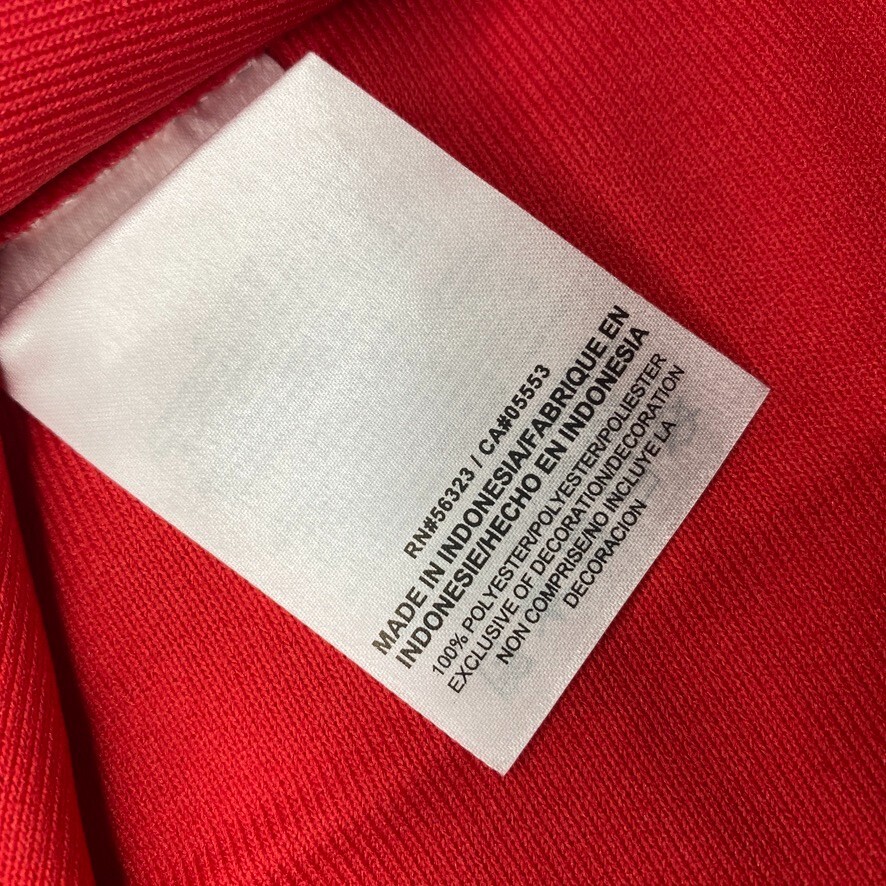 RN#56323 / CA#05553
MADE IN INDONESIA/FABRIQUE EN
INDONESIE/HECHO EN INDONESIA
100% POLYESTER/POLYESTER/POLIESTER
EXCLUSIVE OF DECORATION/DECORATION
NON COMPRISE/NO INCLUYE LA
DECORACION